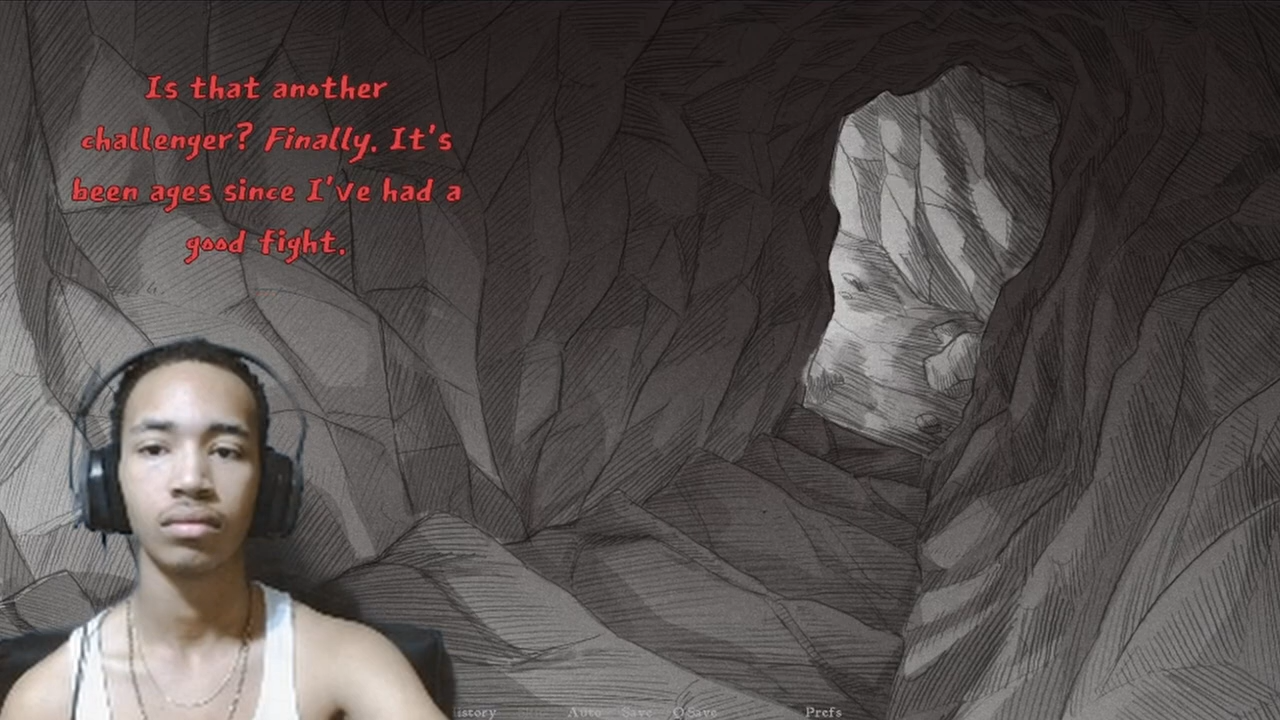 Is that another
challenger? Finally. It's
been ages since I've had a
good fight.
istory Auto Save Q.Save Prefs